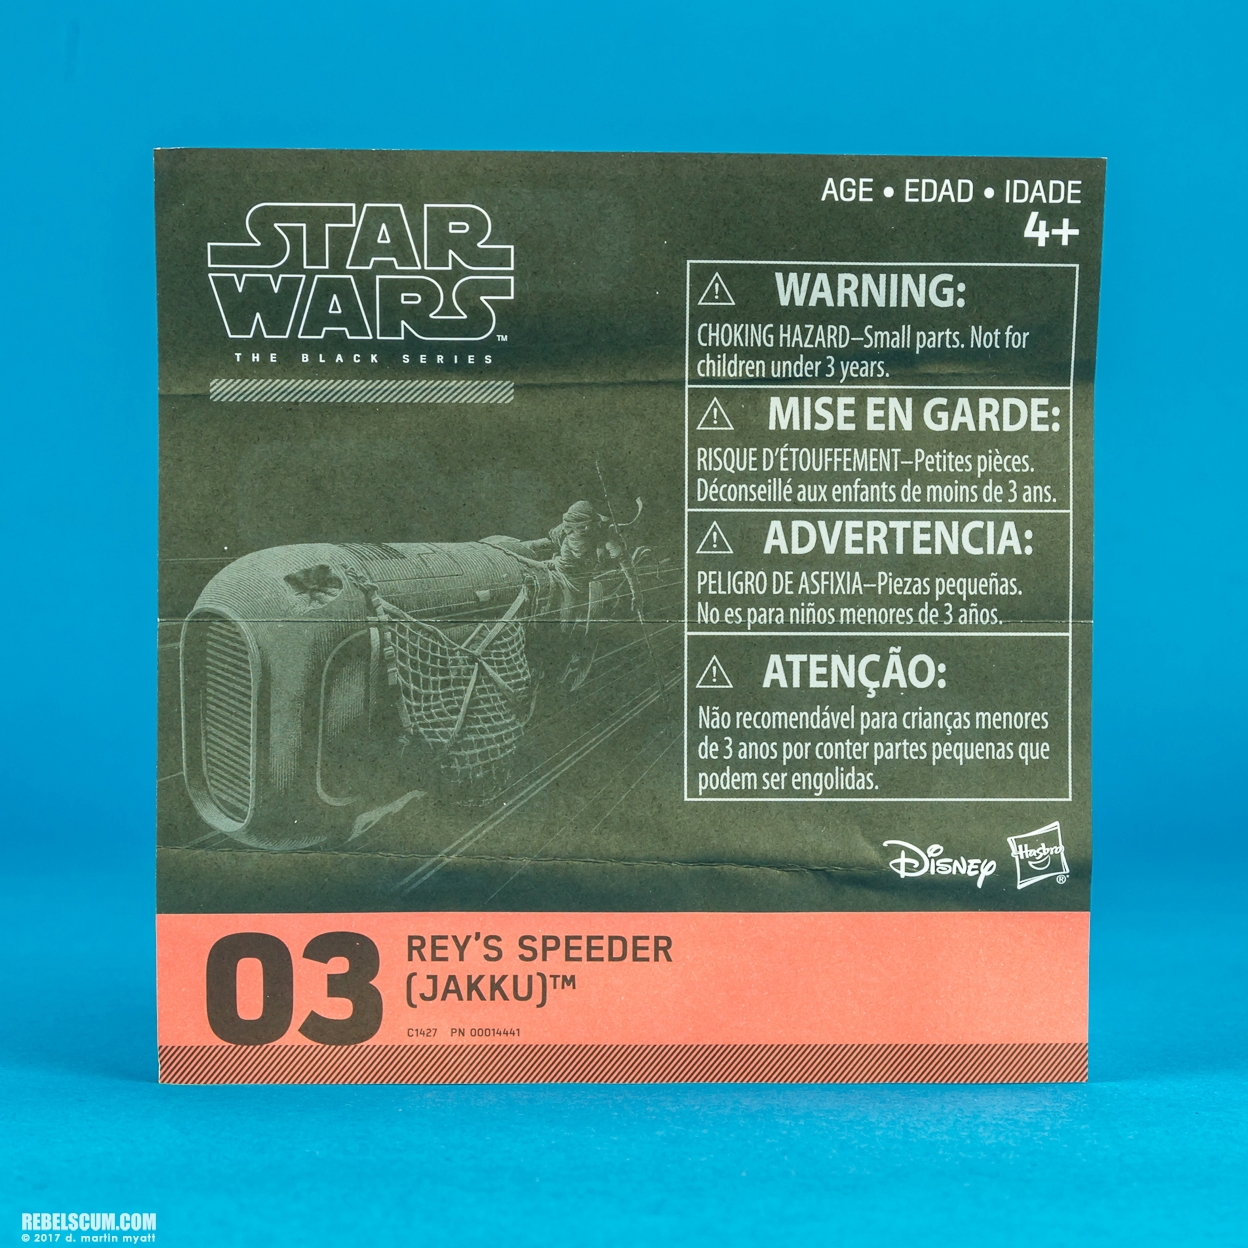 STAR
WARS™
THE BLACK SERIES
AGE • EDAD • IDADE
4+
⚠ WARNING:
CHOKING HAZARD–Small parts. Not for
children under 3 years.
⚠ MISE EN GARDE:
RISQUE D'ÉTOUFFEMENT–Petites pièces.
Déconseillé aux enfants de moins de 3 ans.
⚠ ADVERTENCIA:
PELIGRO DE ASFIXIA–Piezas pequeñas.
No es para niños menores de 3 años.
⚠ ATENÇÃO:
Não recomendável para crianças menores
de 3 anos por conter partes pequenas que
podem ser engolidas.
Disney Hasbro®
03
REY'S SPEEDER
(JAKKU)™
C1427 PN 00014441
REBELSCUM.COM
© 2017 d. martin myatt